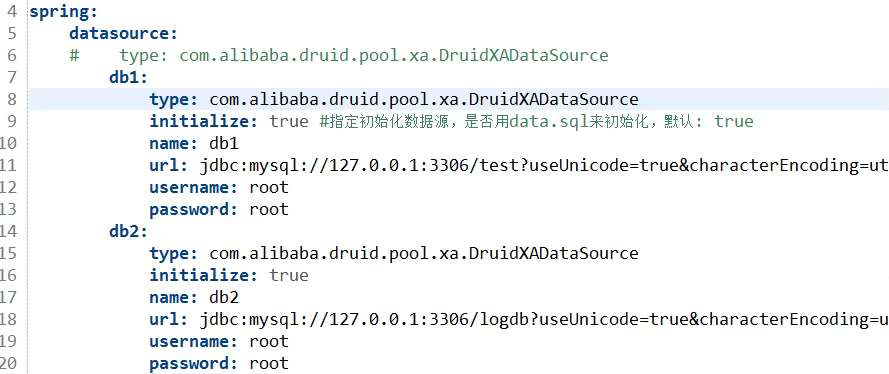 4 spring:
5 datasource:
6 # type: com.alibaba.druid.pool.xa.DruidXADataSource
7 db1:
8 type: com.alibaba.druid.pool.xa.DruidXADataSource
9 initialize: true #指定初始化数据源，是否用data.sql来初始化，默认: true
10 name: db1
11 url: jdbc:mysql://127.0.0.1:3306/test?useUnicode=true&characterEncoding=ut
12 username: root
13 password: root
14 db2:
15 type: com.alibaba.druid.pool.xa.DruidXADataSource
16 initialize: true
17 name: db2
18 url: jdbc:mysql://127.0.0.1:3306/logdb?useUnicode=true&characterEncoding=u
19 username: root
20 password: root